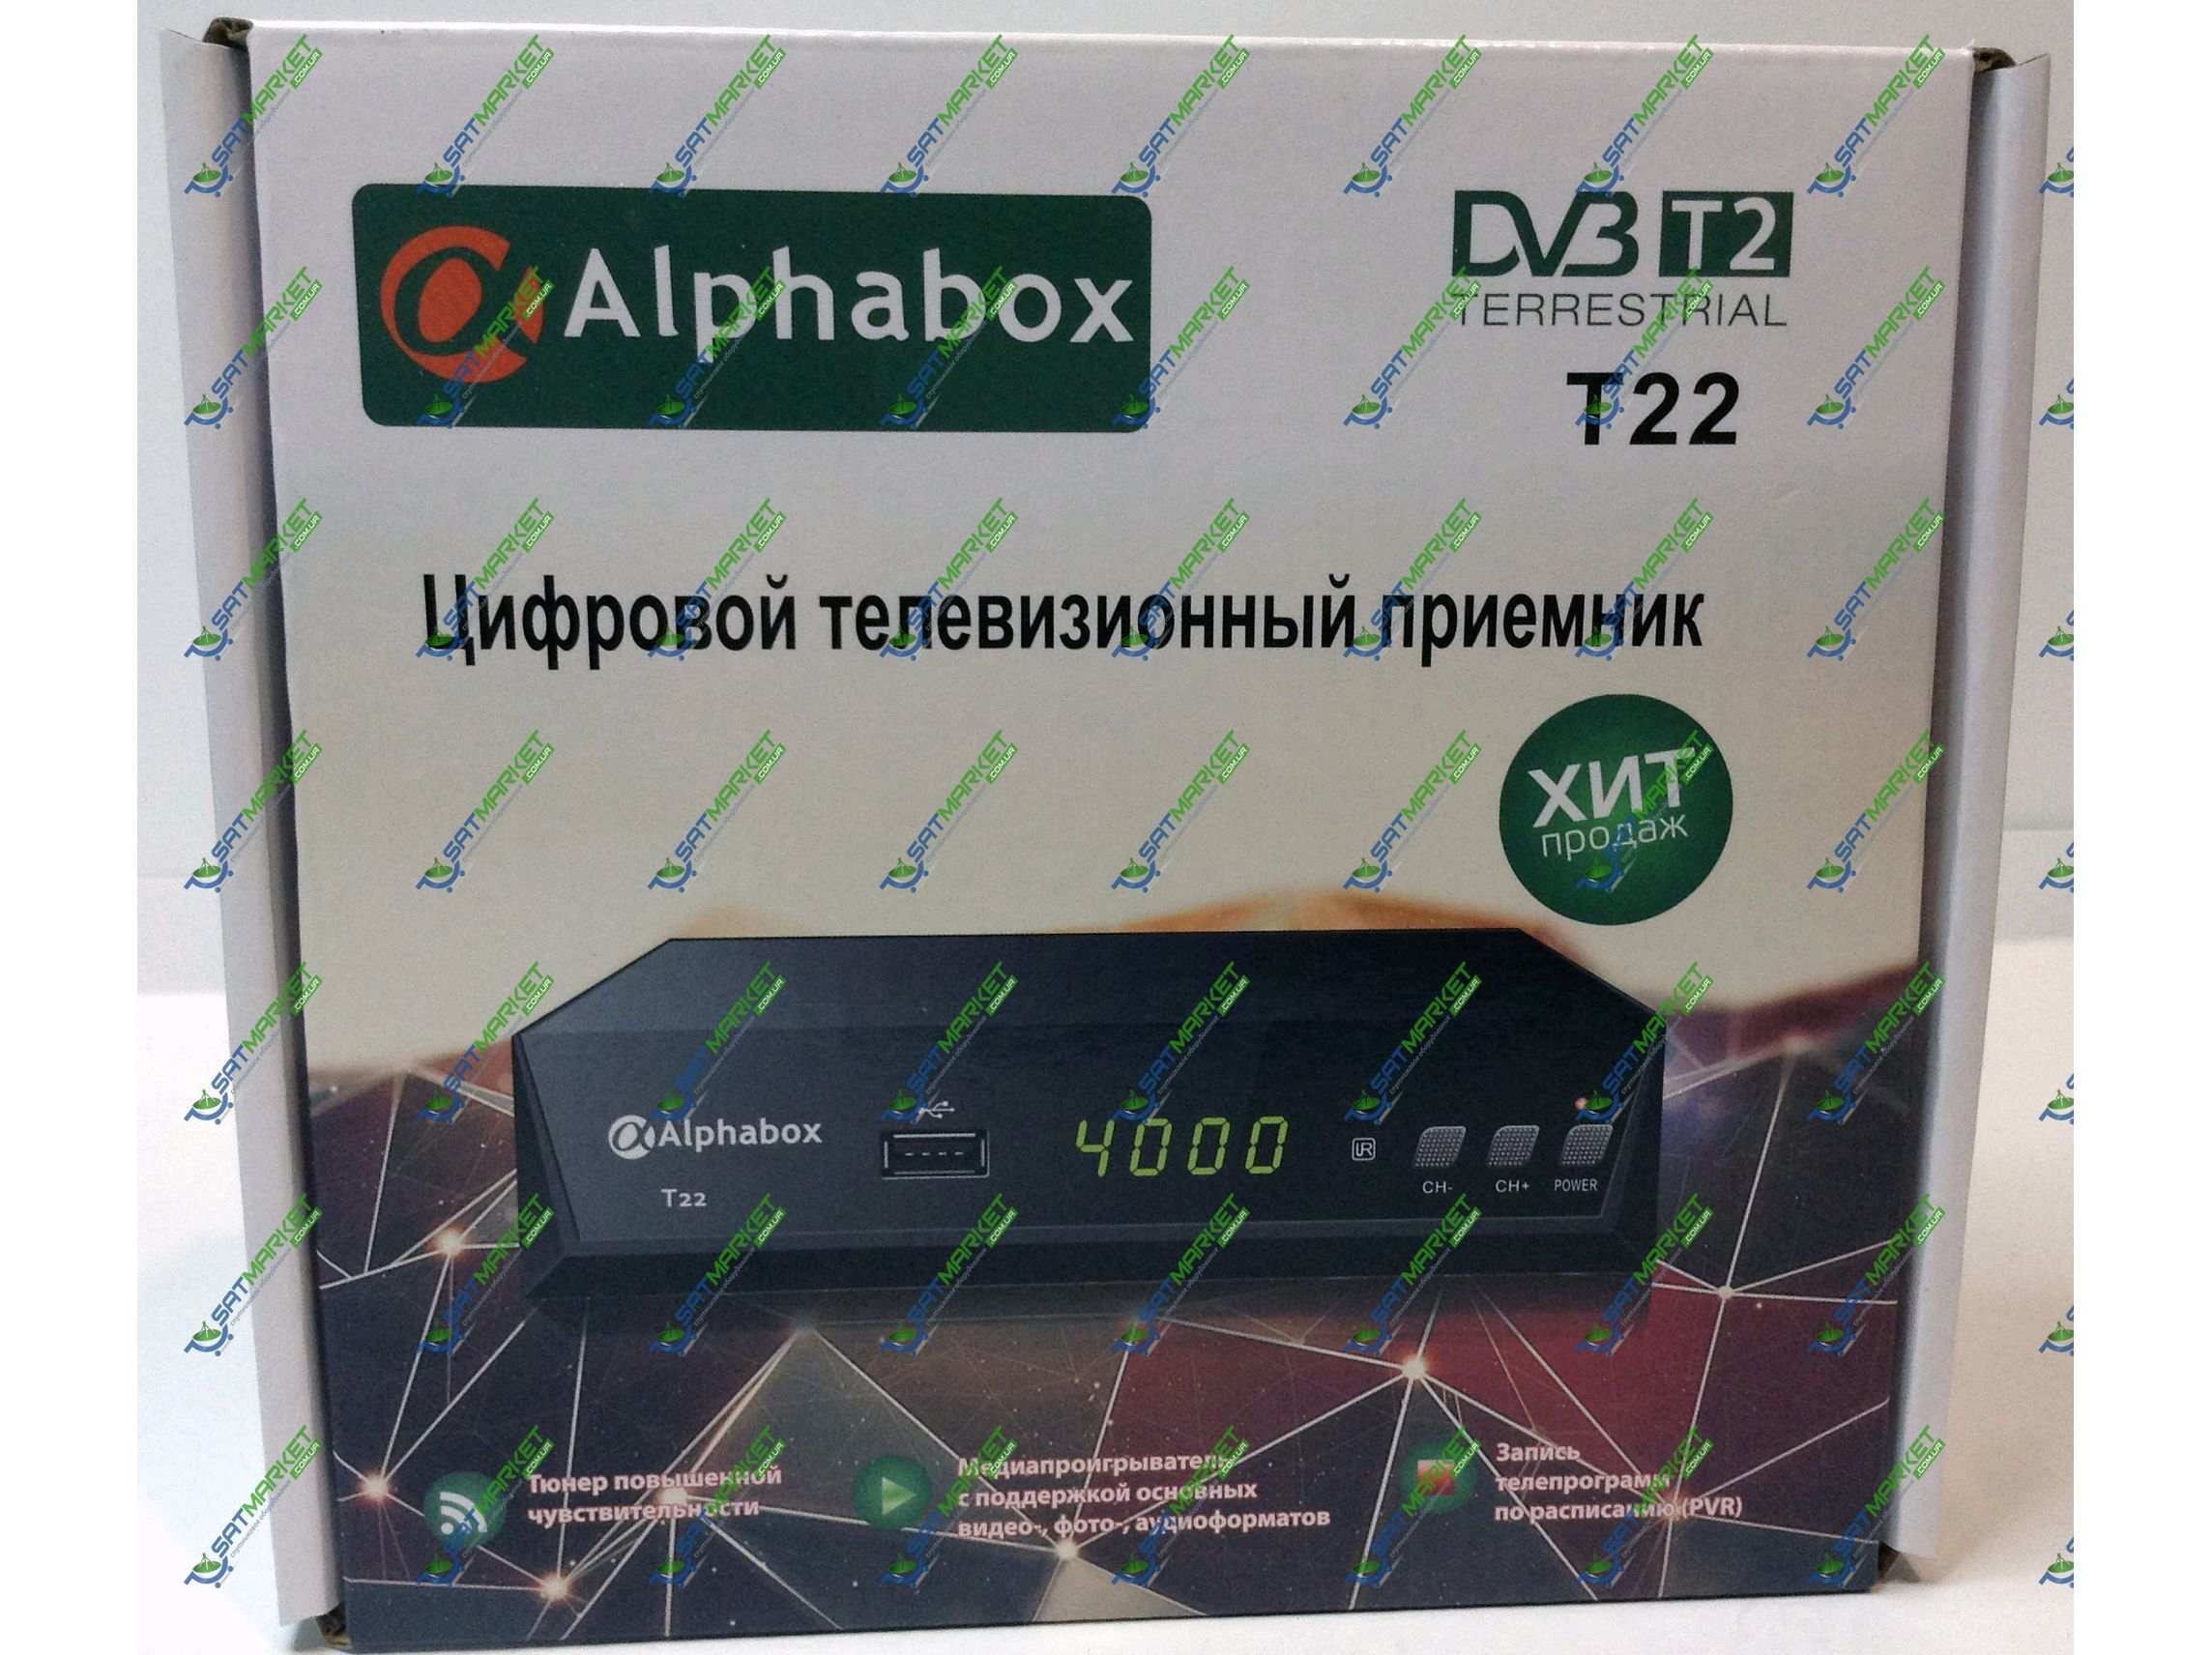 Alphabox
DVB T2
TERRESTRIAL
T22
Цифровой телевизионный приемник
ХИТ
продаж
Alphabox
T22
4000
IR
CH-
CH+
POWER
Тюнер повышенной
чувствительности
Медиапроигрыватель
с поддержкой основных
видео-, фото-, аудиоформатов
Запись
телепрограмм
по расписанию (PVR)
SATMARKET
.COM.UA